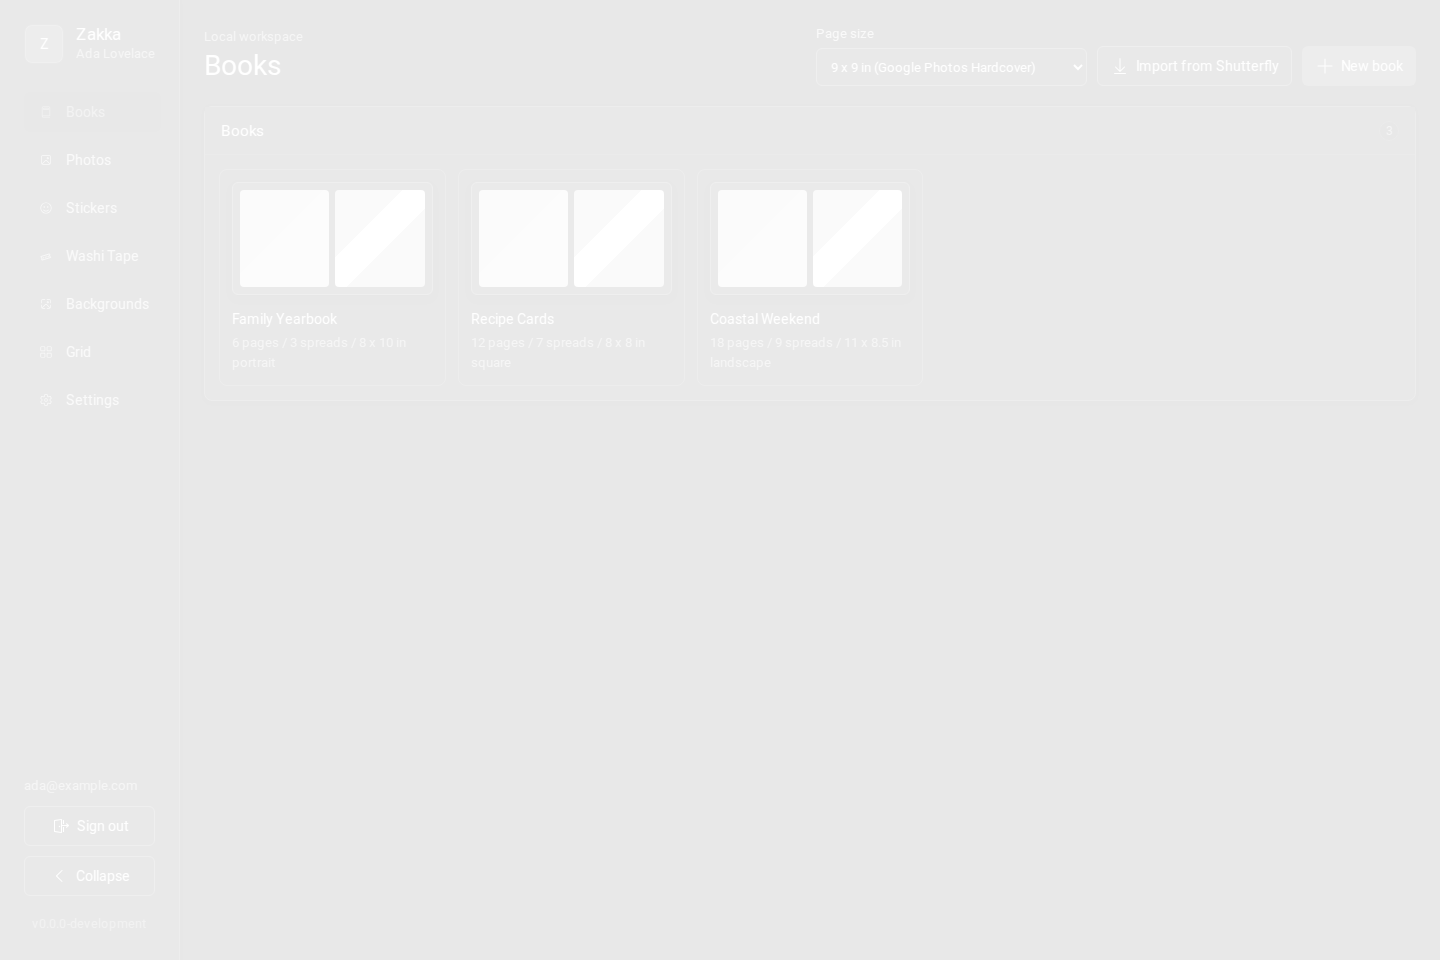 Z
Zakka
Ada Lovelace
Books
Photos
Stickers
Washi Tape
Backgrounds
Grid
Settings
ada@example.com
Sign out
Collapse
v0.0.0-development
Local workspace
Books
Page size
9 x 9 in (Google Photos Hardcover)
Import from Shutterfly
New book
Books
3
Family Yearbook
6 pages / 3 spreads / 8 x 10 in
portrait
Recipe Cards
12 pages / 7 spreads / 8 x 8 in
square
Coastal Weekend
18 pages / 9 spreads / 11 x 8.5 in
landscape